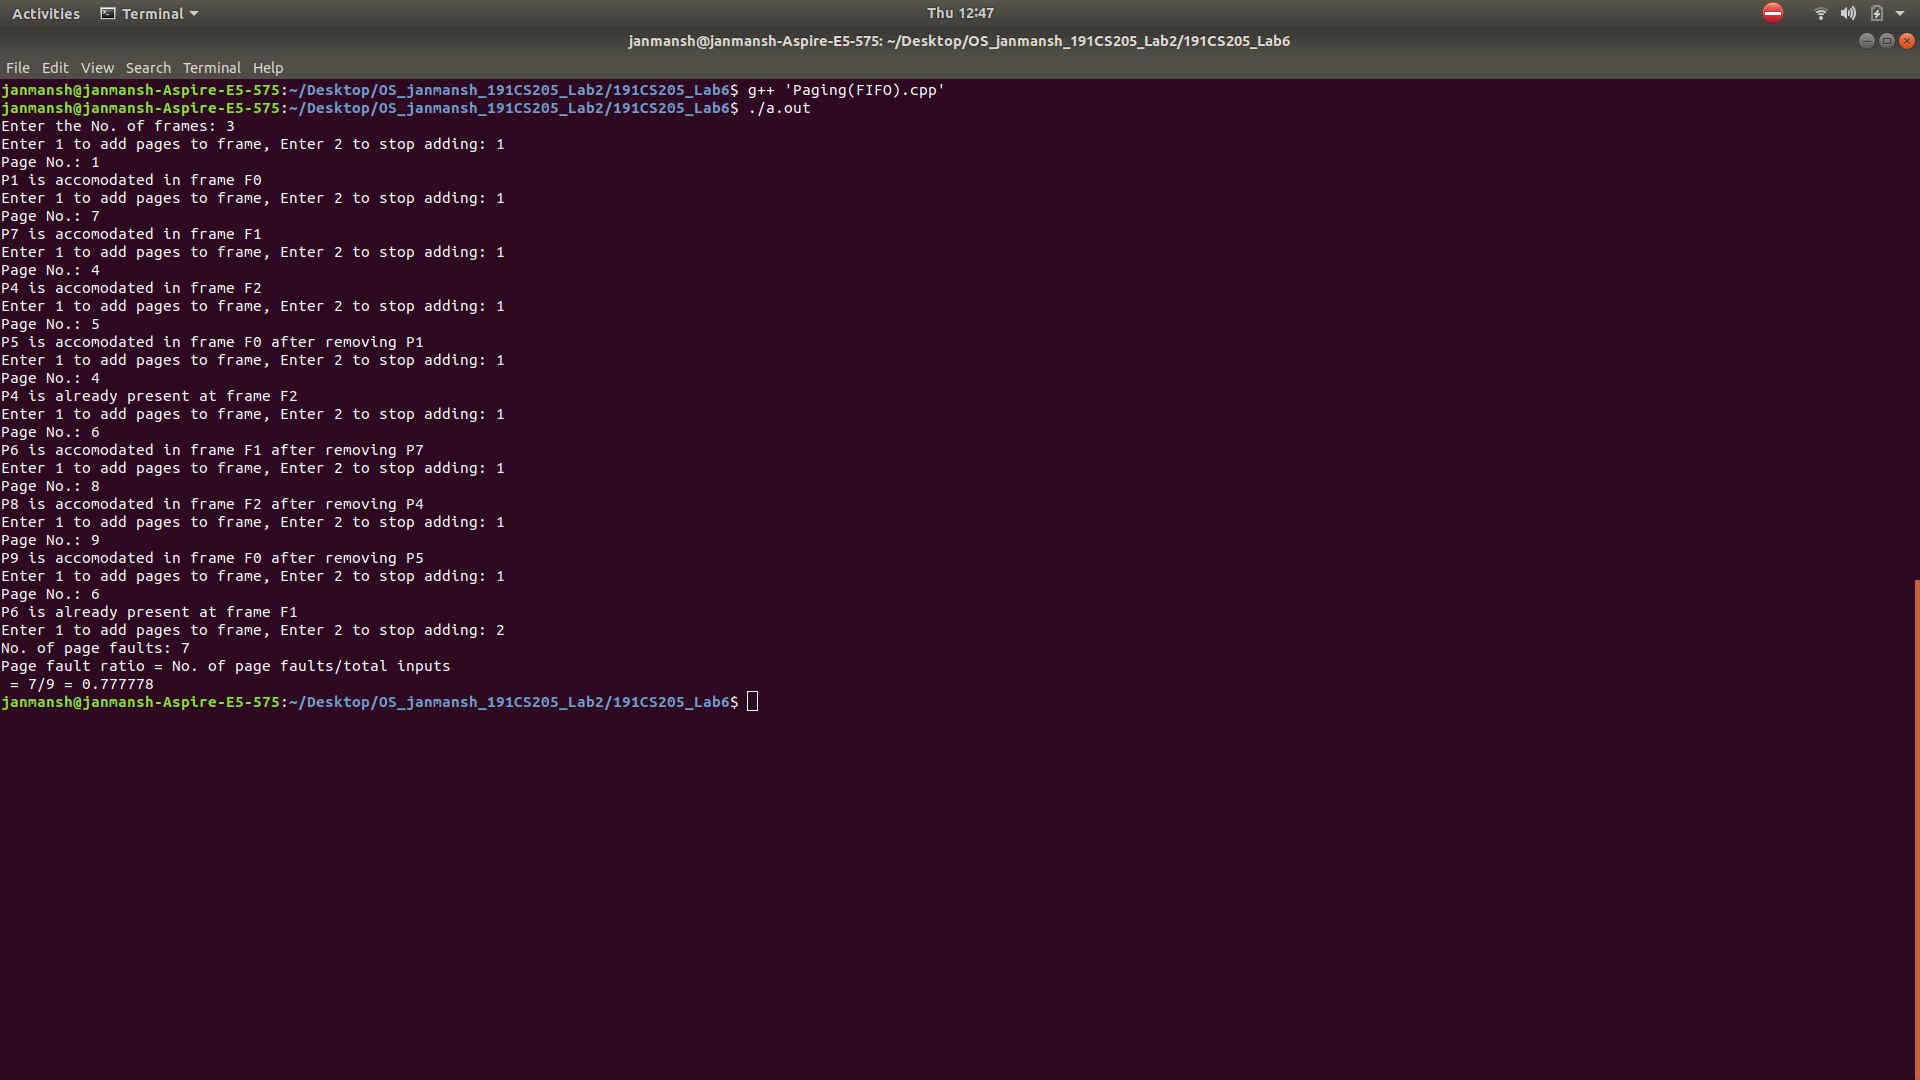 Activities Terminal Thu 12:47
janmansh@janmansh-Aspire-E5-575: ~/Desktop/OS_janmansh_191CS205_Lab2/191CS205_Lab6
File Edit View Search Terminal Help
janmansh@janmansh-Aspire-E5-575:~/Desktop/OS_janmansh_191CS205_Lab2/191CS205_Lab6$ g++ 'Paging(FIFO).cpp'
janmansh@janmansh-Aspire-E5-575:~/Desktop/OS_janmansh_191CS205_Lab2/191CS205_Lab6$ ./a.out
Enter the No. of frames: 3
Enter 1 to add pages to frame, Enter 2 to stop adding: 1
Page No.: 1
P1 is accomodated in frame F0
Enter 1 to add pages to frame, Enter 2 to stop adding: 1
Page No.: 7
P7 is accomodated in frame F1
Enter 1 to add pages to frame, Enter 2 to stop adding: 1
Page No.: 4
P4 is accomodated in frame F2
Enter 1 to add pages to frame, Enter 2 to stop adding: 1
Page No.: 5
P5 is accomodated in frame F0 after removing P1
Enter 1 to add pages to frame, Enter 2 to stop adding: 1
Page No.: 4
P4 is already present at frame F2
Enter 1 to add pages to frame, Enter 2 to stop adding: 1
Page No.: 6
P6 is accomodated in frame F1 after removing P7
Enter 1 to add pages to frame, Enter 2 to stop adding: 1
Page No.: 8
P8 is accomodated in frame F2 after removing P4
Enter 1 to add pages to frame, Enter 2 to stop adding: 1
Page No.: 9
P9 is accomodated in frame F0 after removing P5
Enter 1 to add pages to frame, Enter 2 to stop adding: 1
Page No.: 6
P6 is already present at frame F1
Enter 1 to add pages to frame, Enter 2 to stop adding: 2
No. of page faults: 7
Page fault ratio = No. of page faults/total inputs
 = 7/9 = 0.777778
janmansh@janmansh-Aspire-E5-575:~/Desktop/OS_janmansh_191CS205_Lab2/191CS205_Lab6$